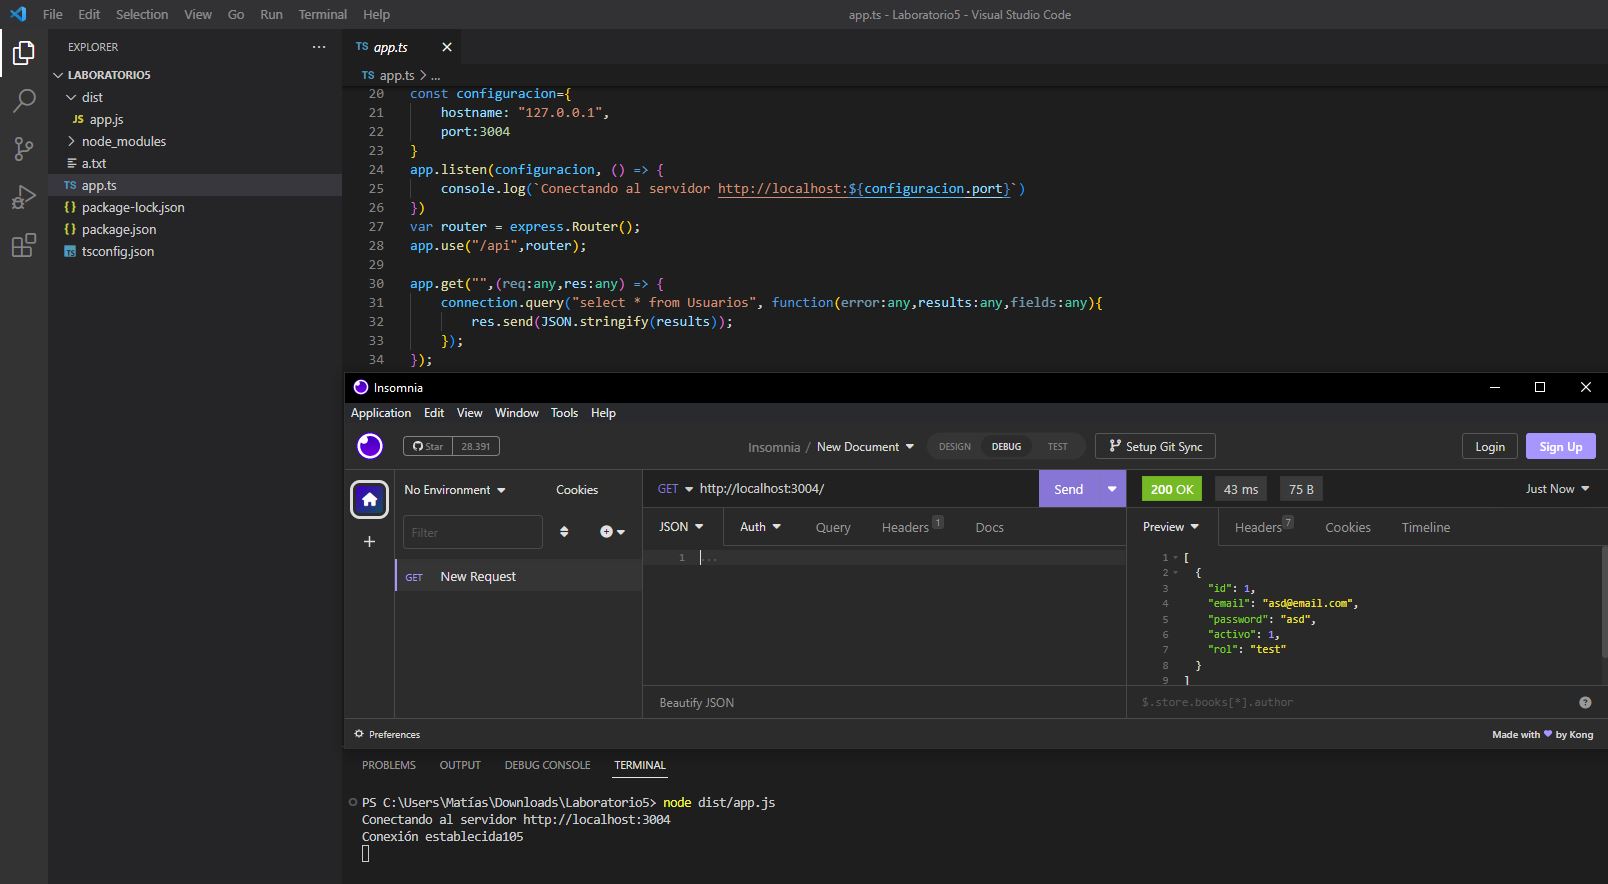 File Edit Selection View Go Run Terminal Help
app.ts - Laboratorio5 - Visual Studio Code
EXPLORER
LABORATORIO5
dist
JS app.js
node_modules
a.txt
TS app.ts
{} package-lock.json
{} package.json
TS tsconfig.json
TS app.ts
TS app.ts > ...
20 const configuracion={
21 hostname: "127.0.0.1",
22 port:3004
23 }
24 app.listen(configuracion, () => {
25 console.log(`Conectando al servidor http://localhost:${configuracion.port}`)
26 })
27 var router = express.Router();
28 app.use("/api",router);
29
30 app.get("",(req:any,res:any) => {
31 connection.query("select * from Usuarios", function(error:any,results:any,fields:any){
32 res.send(JSON.stringify(results));
33 });
34 });
Insomnia
Application Edit View Window Tools Help
Star 28.391
Insomnia / New Document
DESIGN DEBUG TEST
Setup Git Sync
Login Sign Up
No Environment Cookies
Filter
GET New Request
GET http://localhost:3004/ Send
JSON Auth Query Headers 1 Docs
1 ...
Beautify JSON
200 OK 43 ms 75 B Just Now
Preview Headers 7 Cookies Timeline
1 [
2 {
3 "id": 1,
4 "email": "asd@email.com",
5 "password": "asd",
6 "activo": 1,
7 "rol": "test"
8 }
9 ]
$.store.books[*].author
Preferences
Made with ♥ by Kong
PROBLEMS OUTPUT DEBUG CONSOLE TERMINAL
PS C:\Users\Matías\Downloads\Laboratorio5> node dist/app.js
Conectando al servidor http://localhost:3004
Conexión establecida105